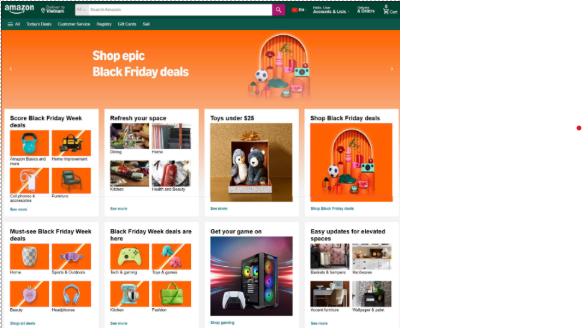 amazon
Deliver to
Vietnam
All
Search Amazon
EN
Hello, User
Accounts & Lists
& Orders
Cart
All
Today's Deals
Customer Service
Registry
Gift Cards
Sell
Shop epic
Black Friday deals
Score Black Friday Week
deals
Amazon Basics and
more
Home improvement
Cell phones &
accessories
Furniture
See more
Refresh your space
Dining
Home
Kitchen
Health and Beauty
See more
Toys under $25
See more
Shop Black Friday deals
Shop Black Friday deals
Must-see Black Friday Week
deals
Home
Sports & Outdoors
Beauty
Headphones
Shop all deals
Black Friday Week deals are
here
Tech & gaming
Toys & games
Kitchen
Fashion
See more
Get your game on
Shop gaming
Easy updates for elevated
spaces
Baskets & hampers
Hardwares
Accent furniture
Wallpaper & paint
See more